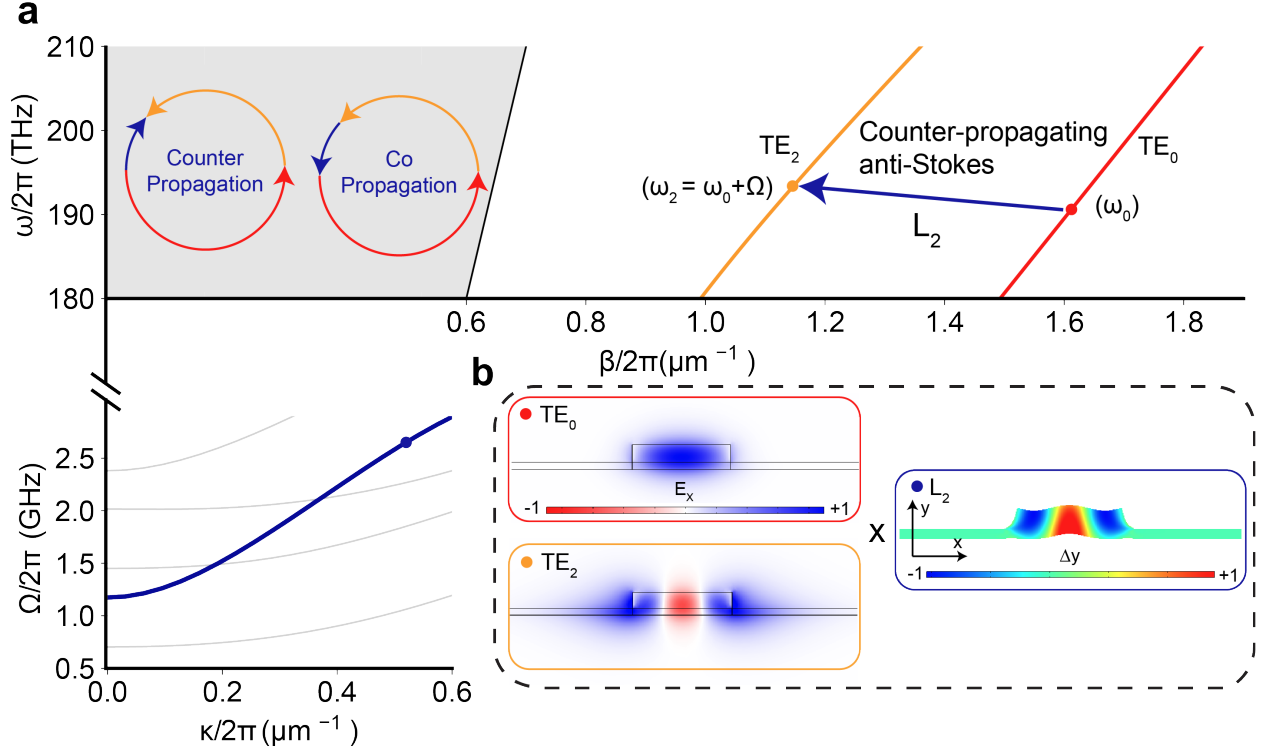 a
210
200
190
180
ω/2π (THz)
Counter
Propagation
Co
Propagation
TE2
Counter-propagating
anti-Stokes
TE0
(ω2 = ω0+Ω)
(ω0)
L2
0.6 0.8 1.0 1.2 1.4 1.6 1.8
β/2π(μm −1 )
2.5
2.0
1.5
1.0
0.5
Ω/2π (GHz)
0.0 0.2 0.4 0.6
κ/2π (μm −1 )
b
TE0
Ex
-1 +1
TE2
x
L2
y
x
Δy
-1 +1